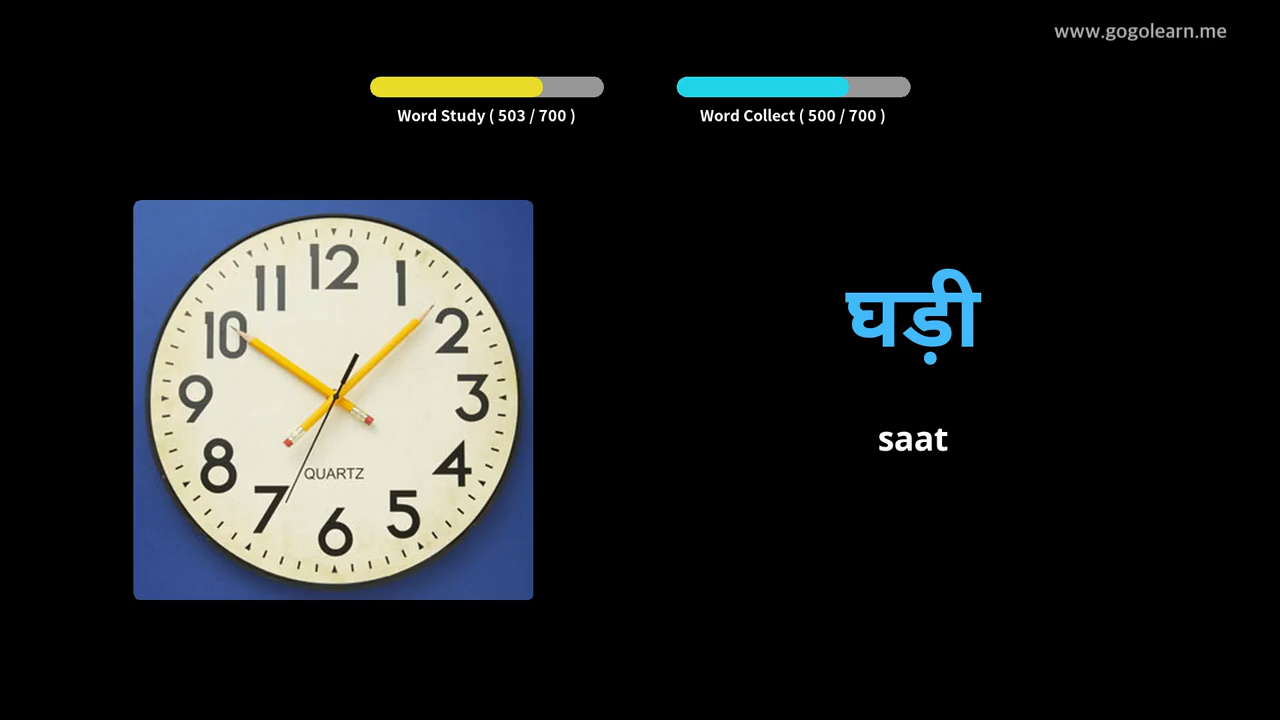 www.gogolearn.me
Word Study ( 503 / 700 )
Word Collect ( 500 / 700 )
12
11
1
10
2
9
3
8
4
QUARTZ
7
5
6
घड़ी
saat